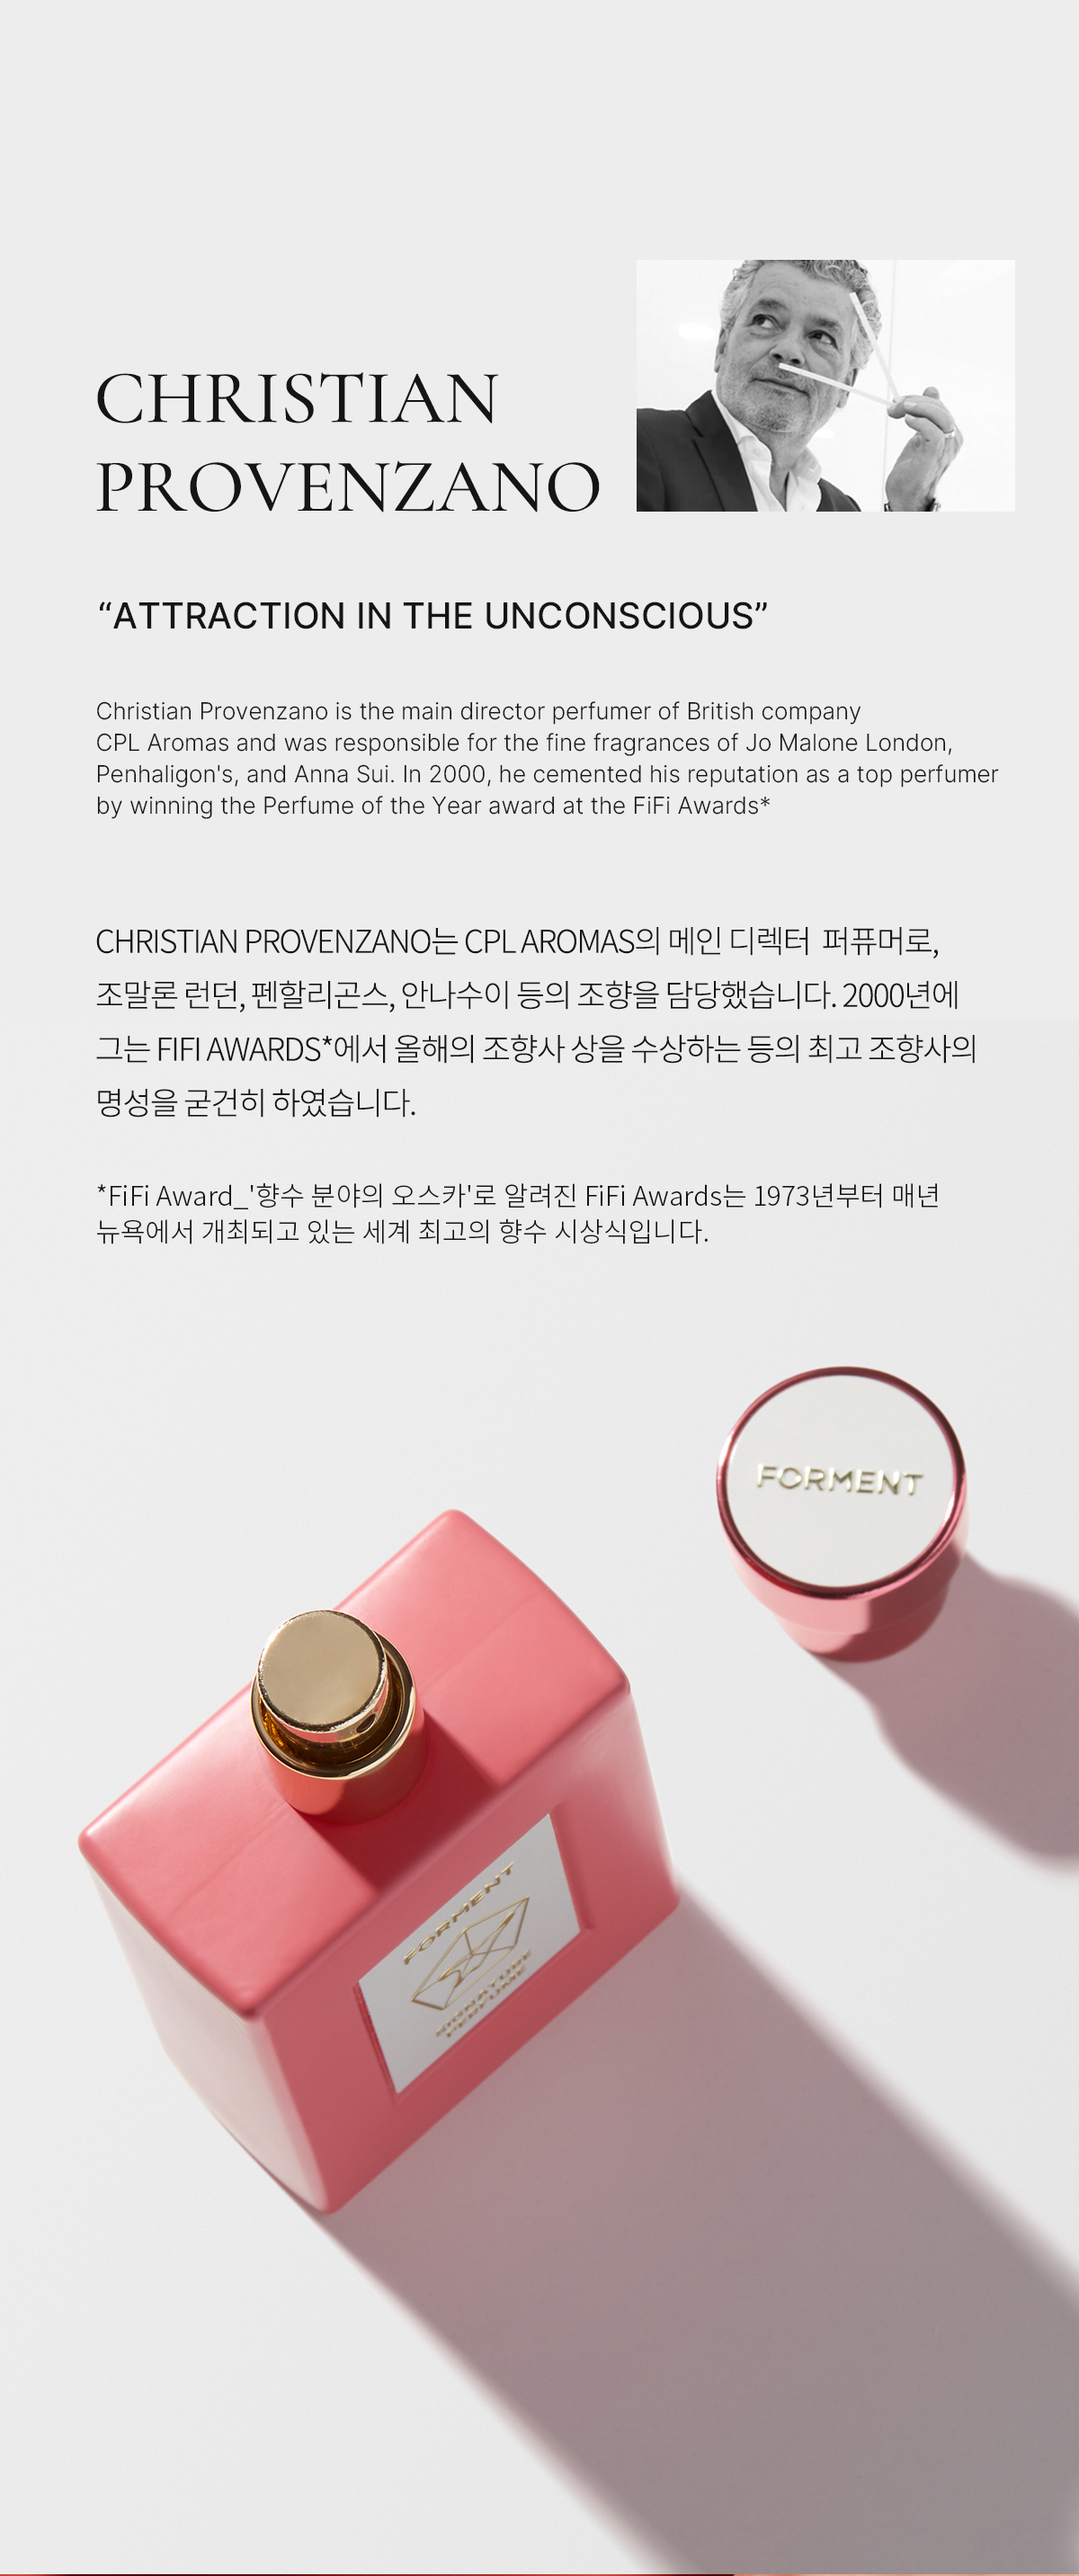 CHRISTIAN
PROVENZANO
“ATTRACTION IN THE UNCONSCIOUS”
Christian Provenzano is the main director perfumer of British company
CPL Aromas and was responsible for the fine fragrances of Jo Malone London,
Penhaligon's, and Anna Sui. In 2000, he cemented his reputation as a top perfumer
by winning the Perfume of the Year award at the FiFi Awards*
CHRISTIAN PROVENZANO는 CPL AROMAS의 메인 디렉터 퍼퓨머로,
조말론 런던, 펜할리곤스, 안나수이 등의 조향을 담당했습니다. 2000년에
그는 FIFI AWARDS*에서 올해의 조향사 상을 수상하는 등의 최고 조향사의
명성을 굳건히 하였습니다.
*FiFi Award_'향수 분야의 오스카'로 알려진 FiFi Awards는 1973년부터 매년
뉴욕에서 개최되고 있는 세계 최고의 향수 시상식입니다.
FORMENT
FORMENT
SIGNATURE
PERFUME